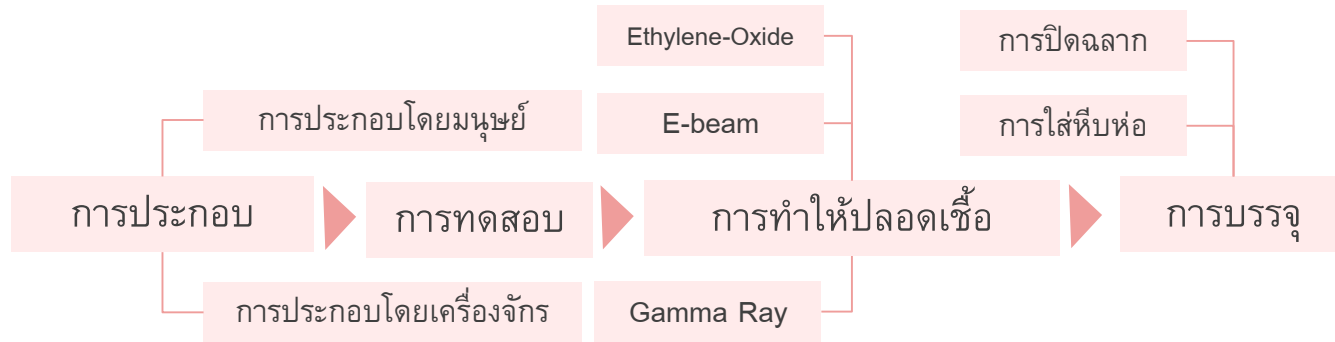 Ethylene-Oxide
การปิดฉลาก
การประกอบโดยมนุษย์
E-beam
การใส่หีบห่อ
การประกอบ
การทดสอบ
การทำให้ปลอดเชื้อ
การบรรจุ
การประกอบโดยเครื่องจักร
Gamma Ray